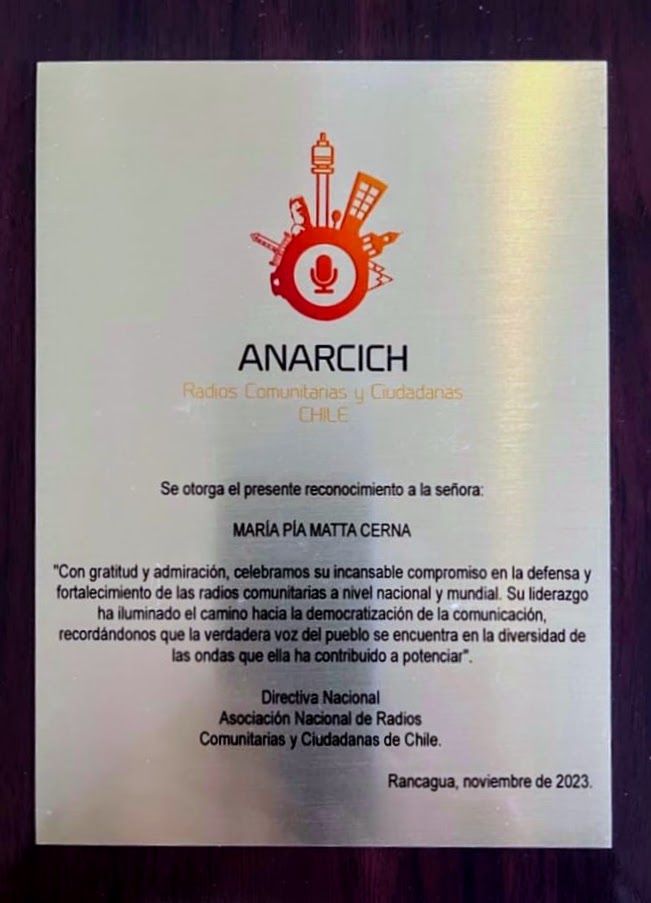 ANARCICH
Radios Comunitarias y Ciudadanas
CHILE
Se otorga el presente reconocimiento a la señora:
MARÍA PÍA MATTA CERNA
"Con gratitud y admiración, celebramos su incansable compromiso en la defensa y
fortalecimiento de las radios comunitarias a nivel nacional y mundial. Su liderazgo
ha iluminado el camino hacia la democratización de la comunicación,
recordándonos que la verdadera voz del pueblo se encuentra en la diversidad de
las ondas que ella ha contribuido a potenciar".
Directiva Nacional
Asociación Nacional de Radios
Comunitarias y Ciudadanas de Chile.
Rancagua, noviembre de 2023.